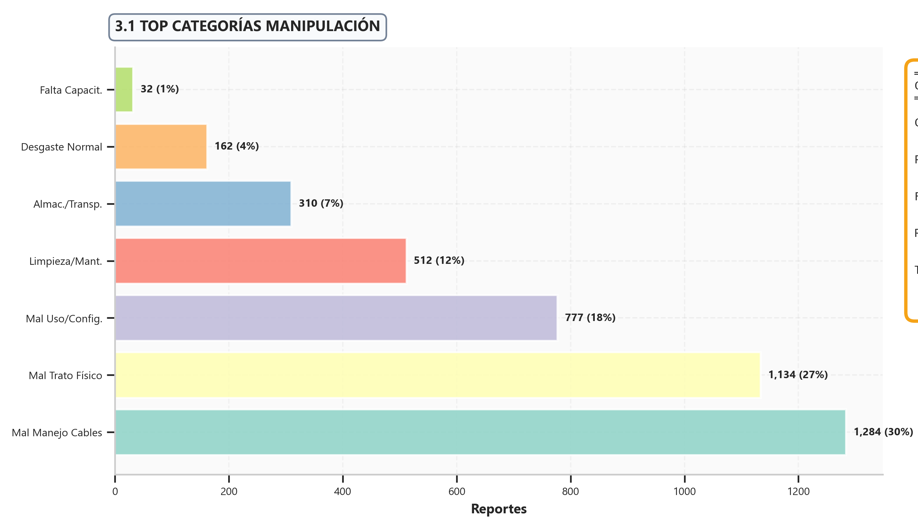 3.1 TOP CATEGORÍAS MANIPULACIÓN
Falta Capacit.
32 (1%)
Desgaste Normal
162 (4%)
Almac./Transp.
310 (7%)
Limpieza/Mant.
512 (12%)
Mal Uso/Config.
777 (18%)
Mal Trato Físico
1,134 (27%)
Mal Manejo Cables
1,284 (30%)
0
200
400
600
800
1000
1200
Reportes